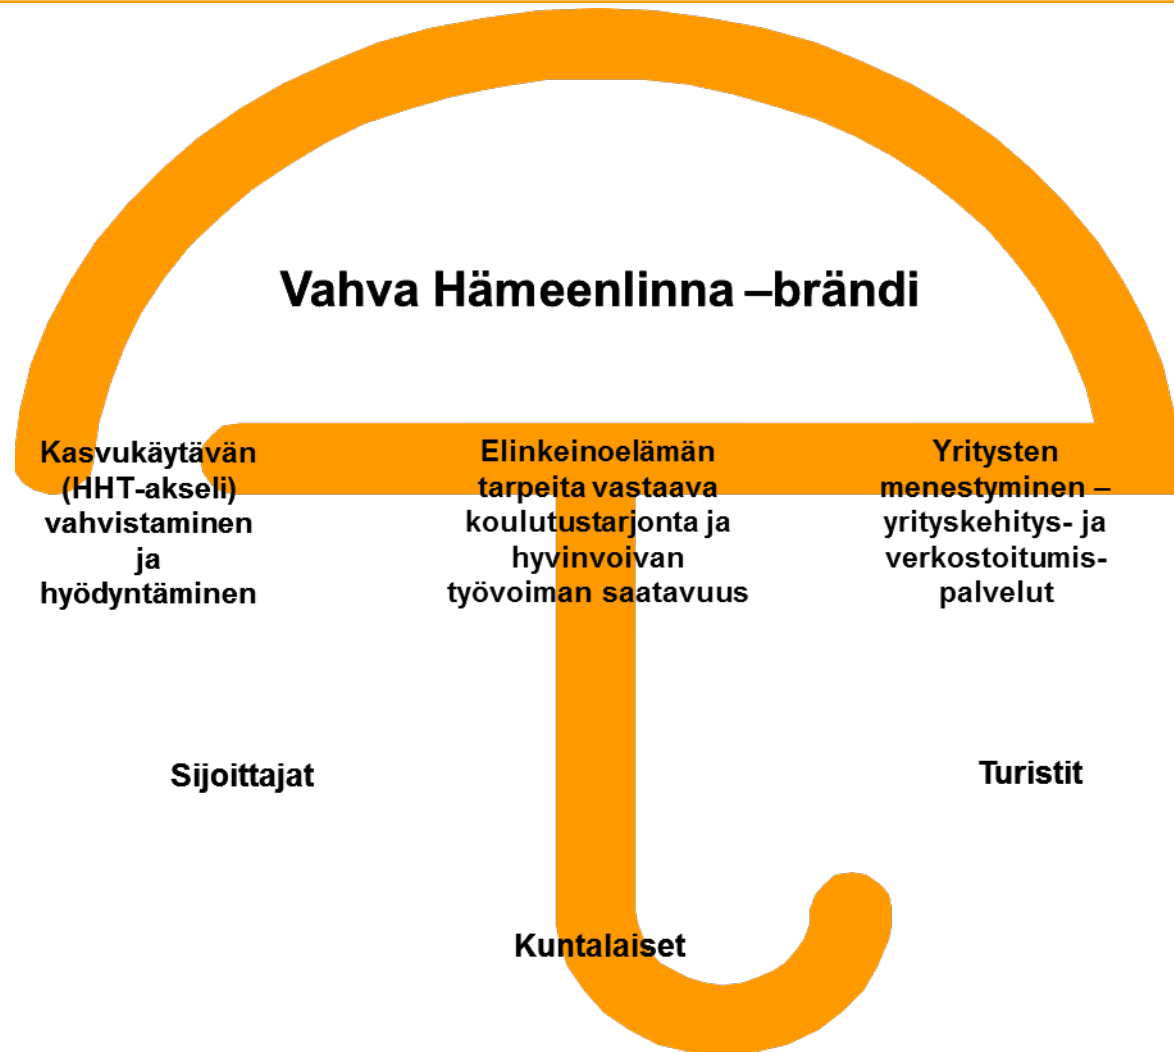 Vahva Hämeenlinna –brändi
Kasvukäytävän
(HHT-akseli)
vahvistaminen
ja
hyödyntäminen
Elinkeinoelämän
tarpeita vastaava
koulutustarjonta ja
hyvinvoivan
työvoiman saatavuus
Yritysten
menestyminen –
yrityskehitys- ja
verkostoitumis-
palvelut
Sijoittajat
Turistit
Kuntalaiset